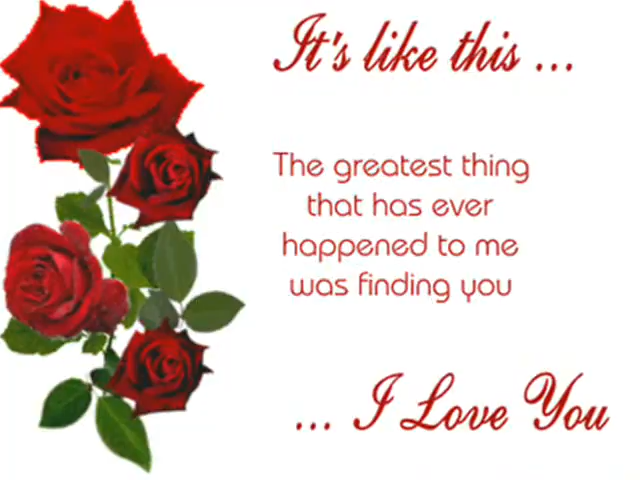 It's like this ...
The greatest thing
that has ever
happened to me
was finding you
... I Love You